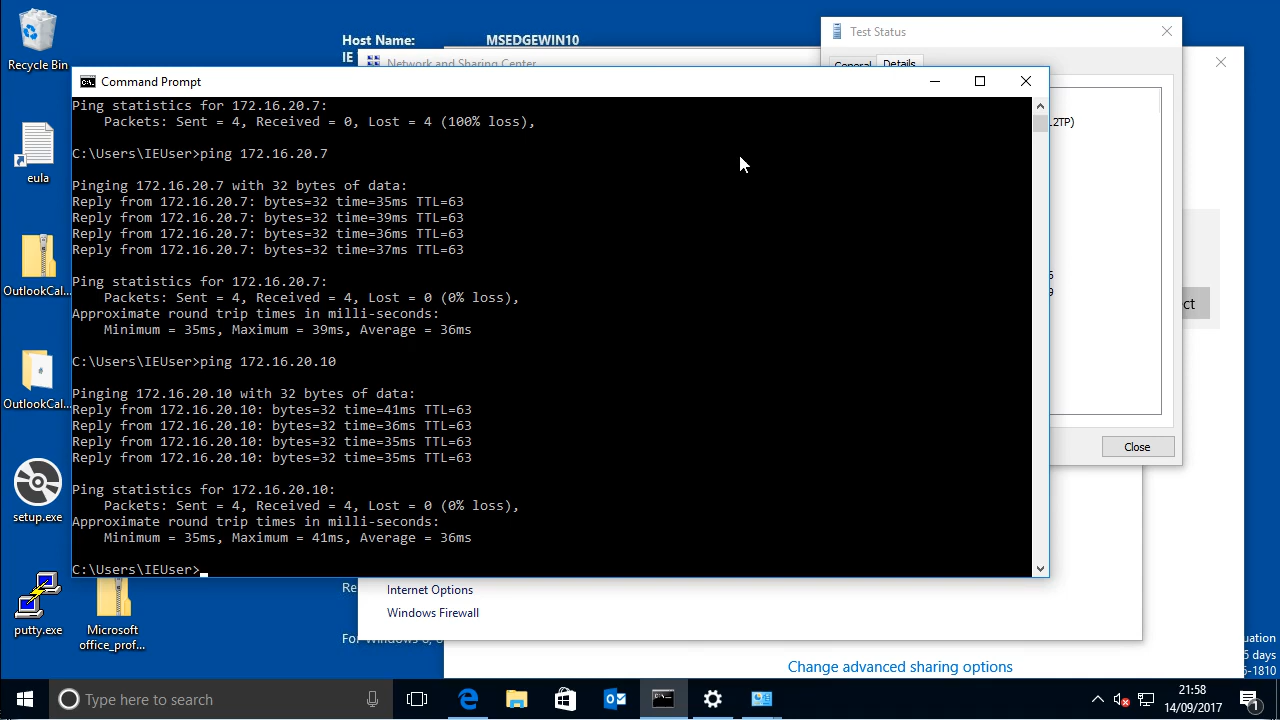 Recycle Bin
eula
OutlookCal...
OutlookCal...
setup.exe
putty.exe
Microsoft
office_prof...
Host Name:
MSEDGEWIN10
IE
Network and Sharing Center
Test Status
General
Details
L2TP)
Close
Command Prompt
Ping statistics for 172.16.20.7:
Packets: Sent = 4, Received = 0, Lost = 4 (100% loss),
C:\Users\IEUser>ping 172.16.20.7
Pinging 172.16.20.7 with 32 bytes of data:
Reply from 172.16.20.7: bytes=32 time=35ms TTL=63
Reply from 172.16.20.7: bytes=32 time=39ms TTL=63
Reply from 172.16.20.7: bytes=32 time=36ms TTL=63
Reply from 172.16.20.7: bytes=32 time=37ms TTL=63
Ping statistics for 172.16.20.7:
Packets: Sent = 4, Received = 4, Lost = 0 (0% loss),
Approximate round trip times in milli-seconds:
Minimum = 35ms, Maximum = 39ms, Average = 36ms
C:\Users\IEUser>ping 172.16.20.10
Pinging 172.16.20.10 with 32 bytes of data:
Reply from 172.16.20.10: bytes=32 time=41ms TTL=63
Reply from 172.16.20.10: bytes=32 time=36ms TTL=63
Reply from 172.16.20.10: bytes=32 time=35ms TTL=63
Reply from 172.16.20.10: bytes=32 time=35ms TTL=63
Ping statistics for 172.16.20.10:
Packets: Sent = 4, Received = 4, Lost = 0 (0% loss),
Approximate round trip times in milli-seconds:
Minimum = 35ms, Maximum = 41ms, Average = 36ms
C:\Users\IEUser>
ct
Re
Internet Options
Windows Firewall
Change advanced sharing options
uation
days
-1810
Type here to search
21:58
14/09/2017
1